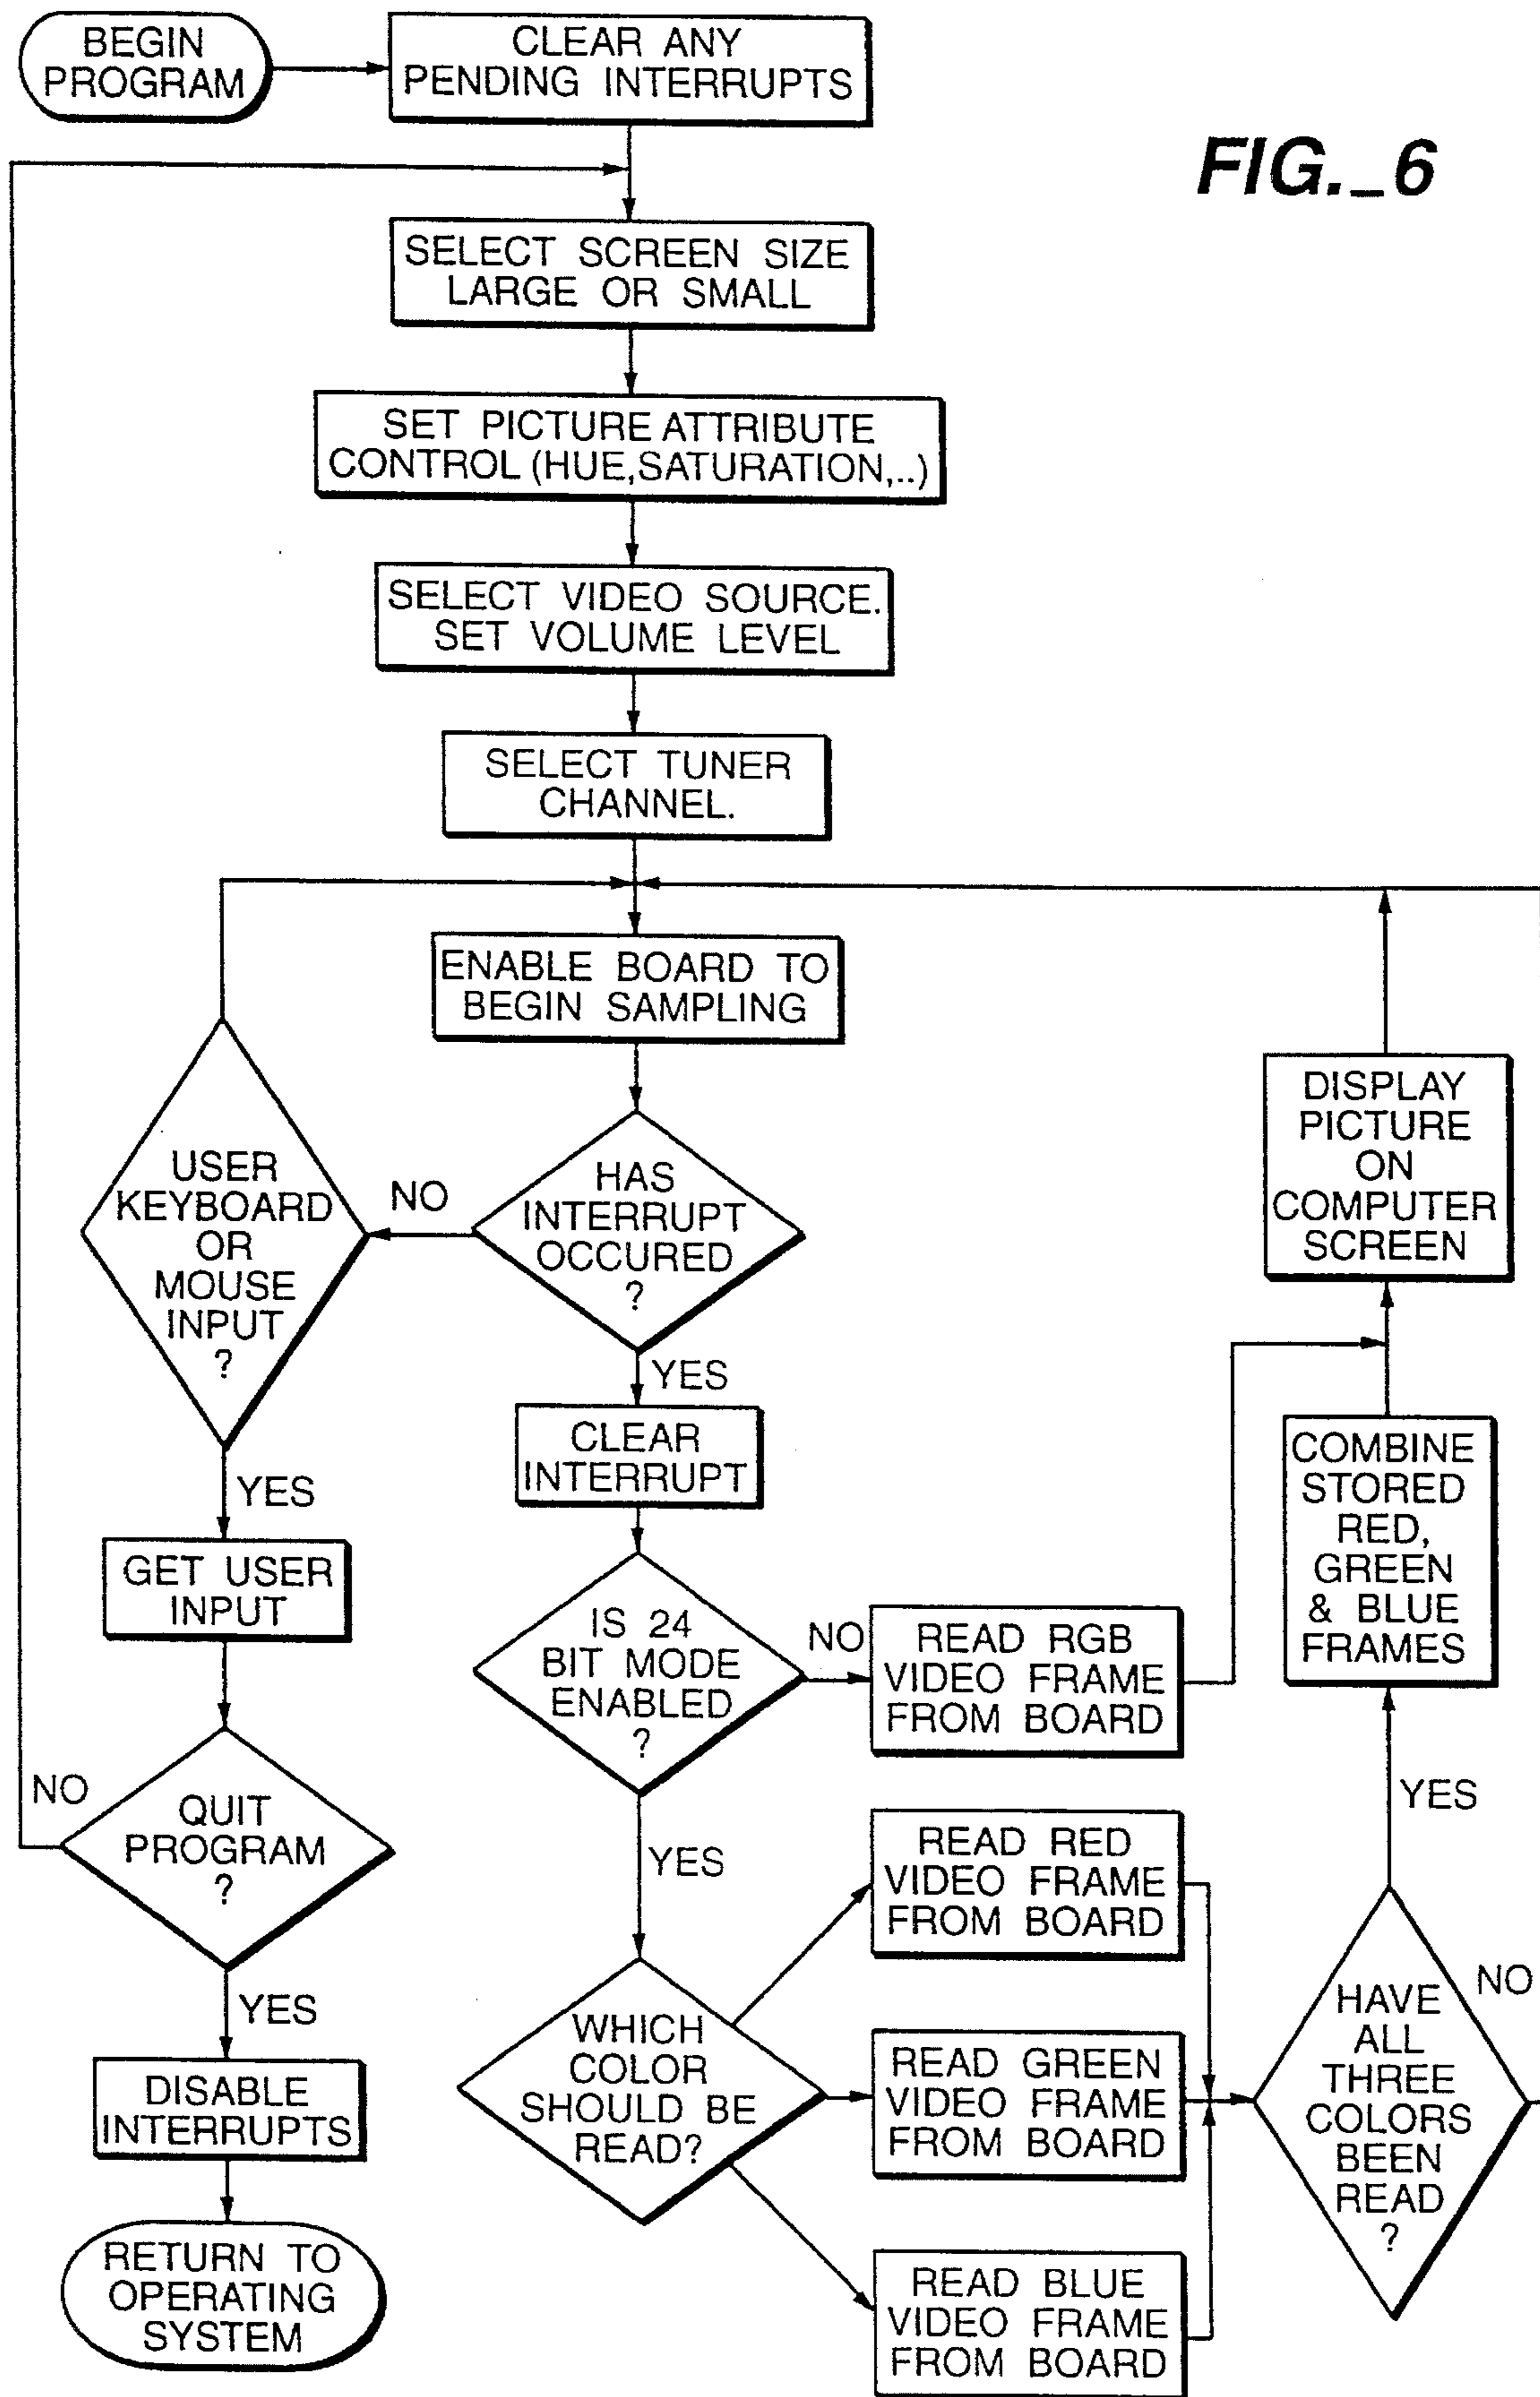 BEGIN
PROGRAM
CLEAR ANY
PENDING INTERRUPTS
FIG._6
SELECT SCREEN SIZE
LARGE OR SMALL
SET PICTURE ATTRIBUTE
CONTROL (HUE,SATURATION,..)
SELECT VIDEO SOURCE.
SET VOLUME LEVEL
SELECT TUNER
CHANNEL.
ENABLE BOARD TO
BEGIN SAMPLING
HAS
INTERRUPT
OCCURED
?
NO
USER
KEYBOARD
OR
MOUSE
INPUT
?
YES
GET USER
INPUT
QUIT
PROGRAM
?
NO
YES
DISABLE
INTERRUPTS
RETURN TO
OPERATING
SYSTEM
YES
CLEAR
INTERRUPT
IS 24
BIT MODE
ENABLED
?
NO
READ RGB
VIDEO FRAME
FROM BOARD
YES
WHICH
COLOR
SHOULD BE
READ?
READ RED
VIDEO FRAME
FROM BOARD
READ GREEN
VIDEO FRAME
FROM BOARD
READ BLUE
VIDEO FRAME
FROM BOARD
HAVE
ALL
THREE
COLORS
BEEN
READ
?
NO
YES
COMBINE
STORED
RED,
GREEN
& BLUE
FRAMES
DISPLAY
PICTURE
ON
COMPUTER
SCREEN